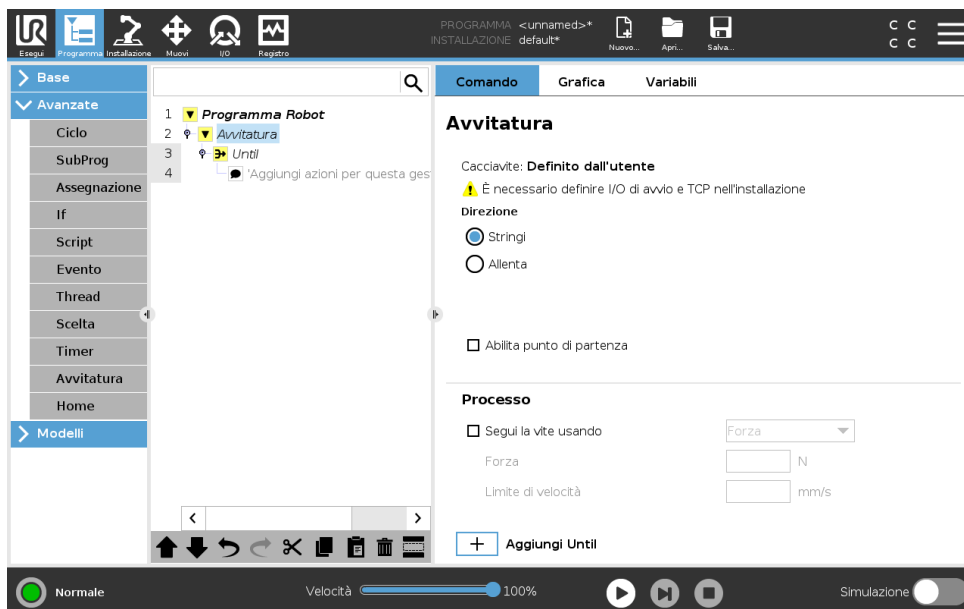 PROGRAMMA <unnamed>*
INSTALLAZIONE default*
Esegui Programma Installazione Muovi I/O Registro Nuovo... Apri... Salva...
C C
C C
Base
Avanzate
Ciclo
SubProg
Assegnazione
If
Script
Evento
Thread
Scelta
Timer
Avvitatura
Home
Modelli
1 Programma Robot
2 Avvitatura
3 Until
4 'Aggiungi azioni per questa ges
Comando Grafica Variabili
Avvitatura
Cacciavite: Definito dall'utente
È necessario definire I/O di avvio e TCP nell'installazione
Direzione
Stringi
Allenta
Abilita punto di partenza
Processo
Segui la vite usando Forza
Forza N
Limite di velocità mm/s
+ Aggiungi Until
Normale Velocità 100% Simulazione